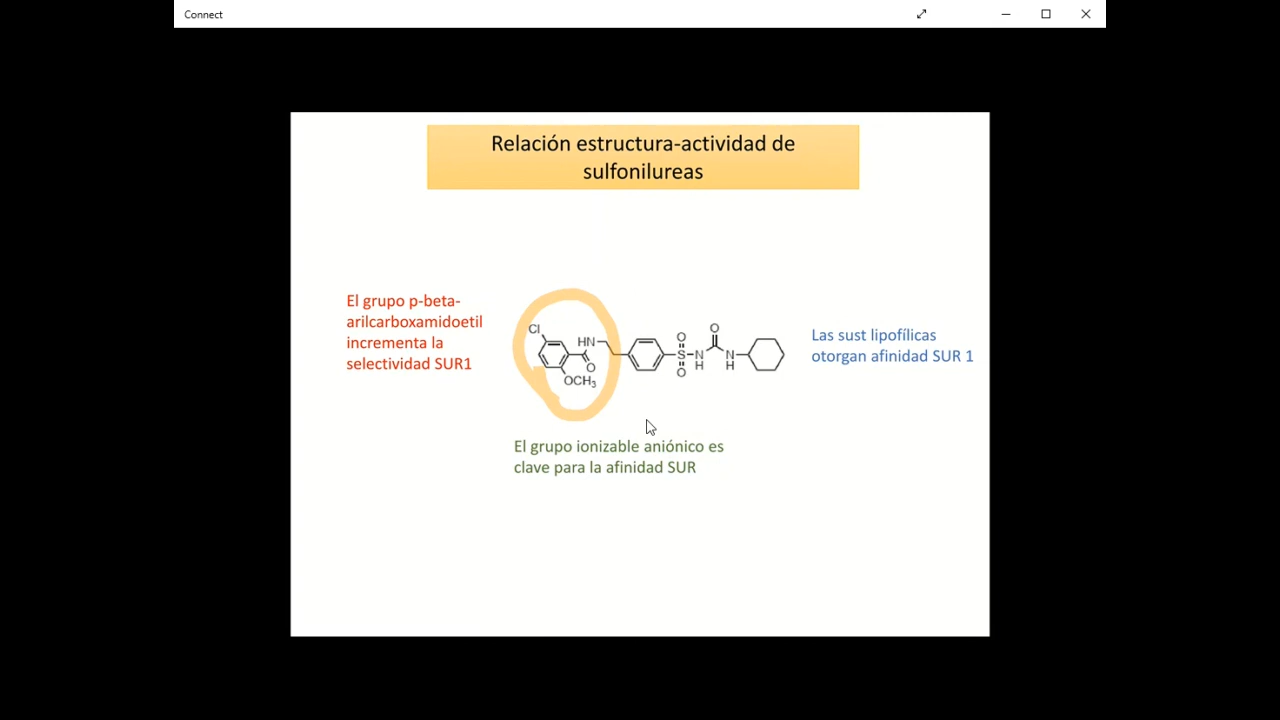 Connect
Relación estructura-actividad de
sulfonilureas
El grupo p-beta-
arilcarboxamidoetil
incrementa la
selectividad SUR1
Cl
HN
O
OCH₃
O
S
O
N
H
O
N
H
Las sust lipofílicas
otorgan afinidad SUR 1
El grupo ionizable aniónico es
clave para la afinidad SUR